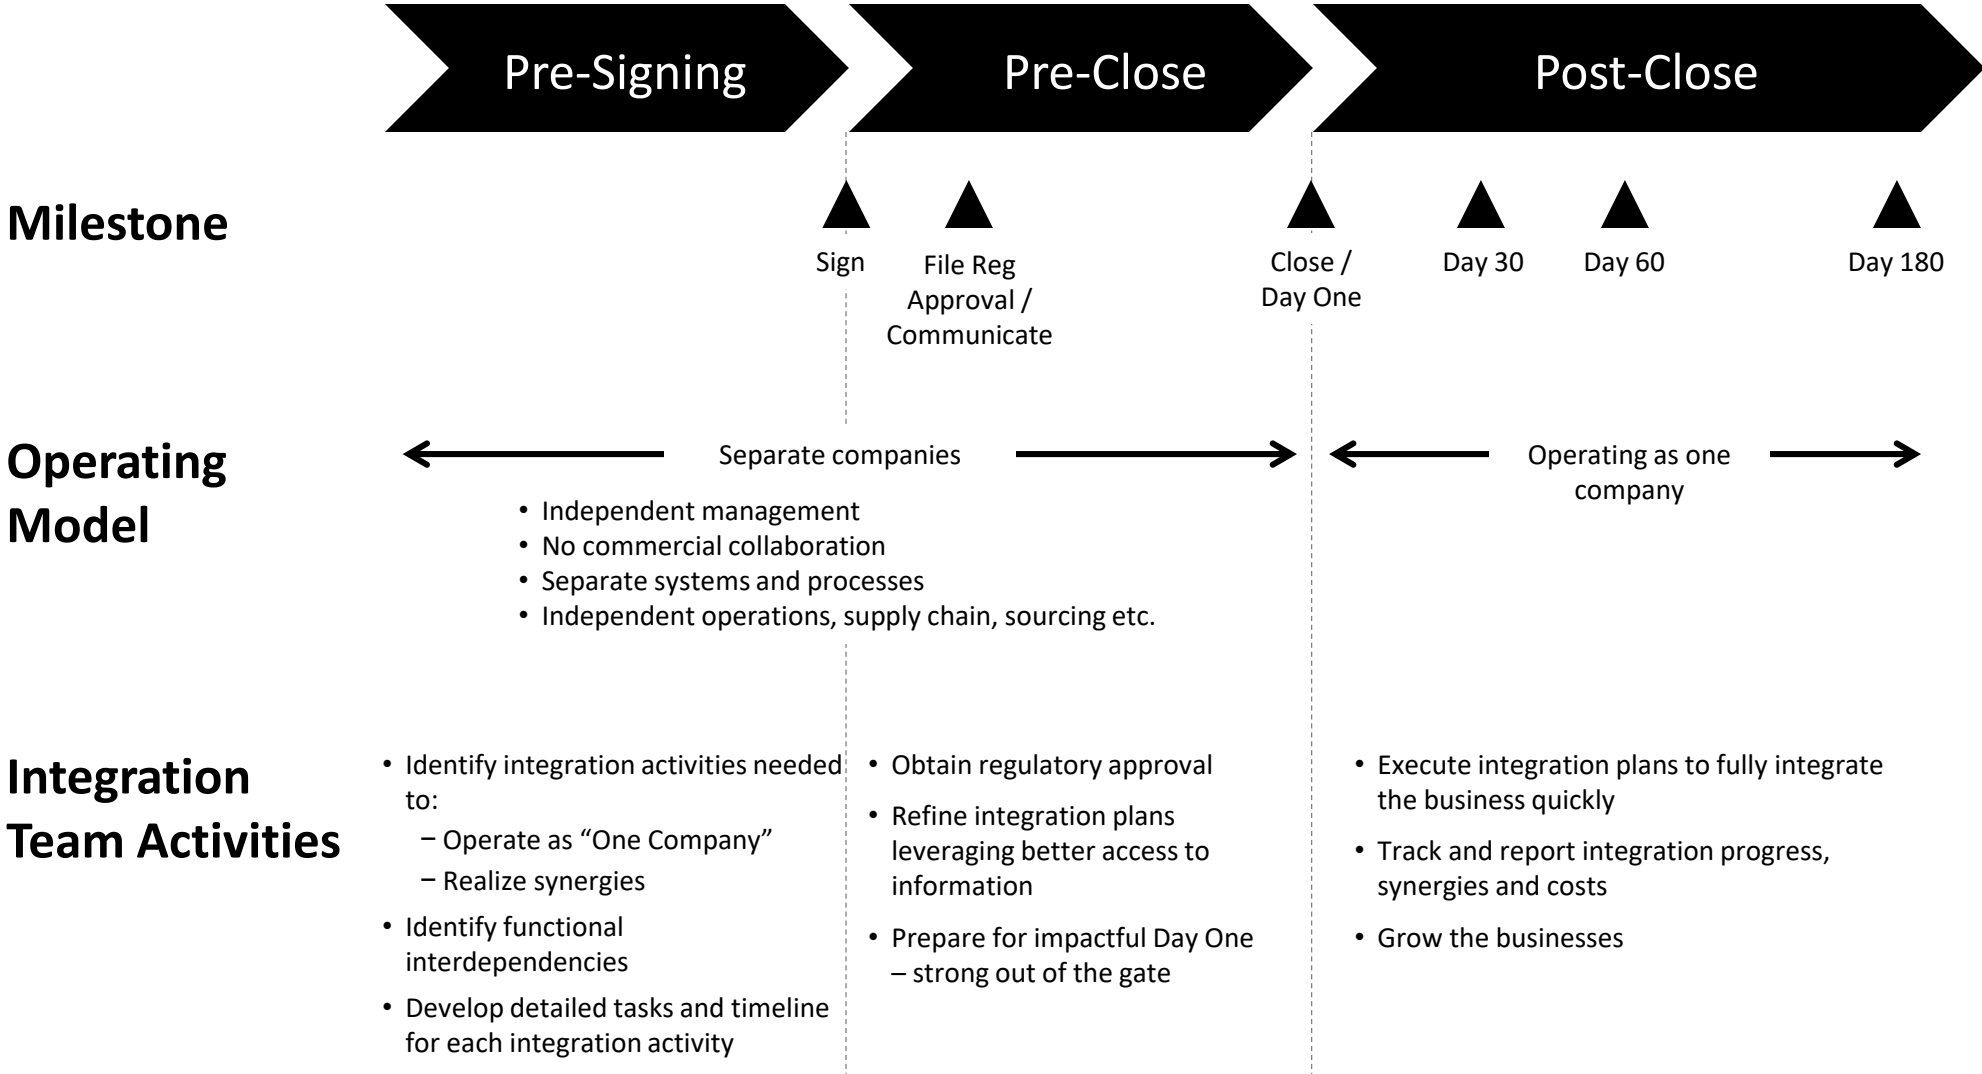 Pre-Signing
Pre-Close
Post-Close
Milestone
Sign
File Reg
Approval /
Communicate
Close /
Day One
Day 30
Day 60
Day 180
Operating
Model
Separate companies
• Independent management
• No commercial collaboration
• Separate systems and processes
• Independent operations, supply chain, sourcing etc.
Operating as one
company
Integration
Team Activities
• Identify integration activities needed
to:
– Operate as “One Company”
– Realize synergies
• Identify functional
interdependencies
• Develop detailed tasks and timeline
for each integration activity
• Obtain regulatory approval
• Refine integration plans
leveraging better access to
information
• Prepare for impactful Day One
– strong out of the gate
• Execute integration plans to fully integrate
the business quickly
• Track and report integration progress,
synergies and costs
• Grow the businesses